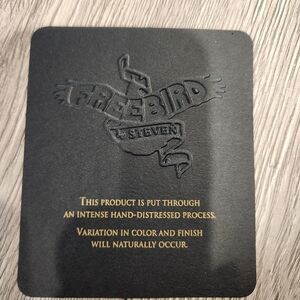 FREEBIRD
by STEVEN
THIS PRODUCT IS PUT THROUGH
AN INTENSE HAND-DISTRESSED PROCESS.
VARIATION IN COLOR AND FINISH
WILL NATURALLY OCCUR.